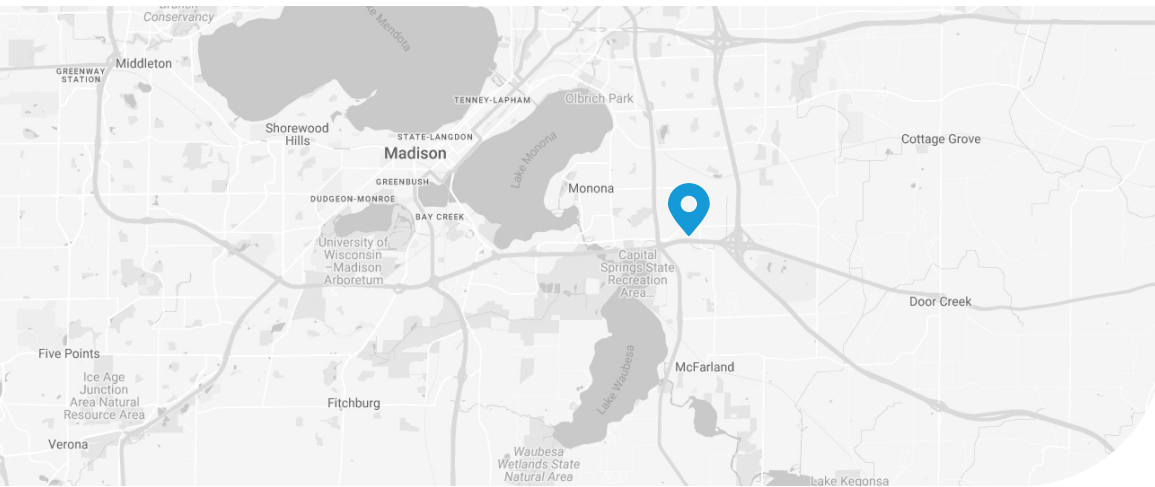 Branch
Conservancy
Lake Mendota
Middleton
GREENWAY
STATION
TENNEY-LAPHAM
Olbrich Park
Shorewood
Hills
STATE-LANGDON
Madison
Lake Monona
Cottage Grove
GREENBUSH
Monona
DUDGEON-MONROE
BAY CREEK
University of
Wisconsin
–Madison
Arboretum
Capital
Springs State
Recreation
Area...
Door Creek
Five Points
Ice Age
Junction
Area Natural
Resource Area
Lake Waubesa
McFarland
Fitchburg
Verona
Waubesa
Wetlands State
Natural Area
Lake Kegonsa